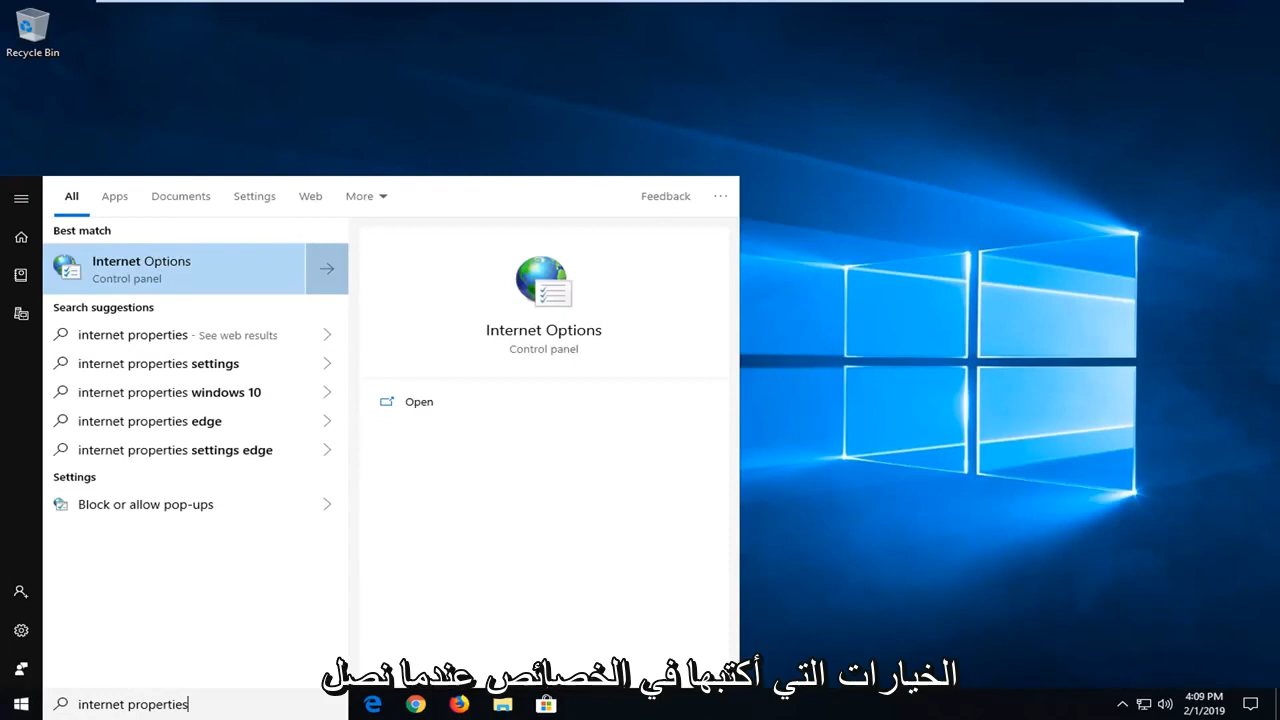 Recycle Bin
All
Apps
Documents
Settings
Web
More
Feedback
Best match
Internet Options
Control panel
Search suggestions
internet properties - See web results
internet properties settings
internet properties windows 10
internet properties edge
internet properties settings edge
Settings
Block or allow pop-ups
Internet Options
Control panel
Open
الخيارات التي أكتبها في الخصائص عندما نصل
internet properties
4:09 PM
2/1/2019